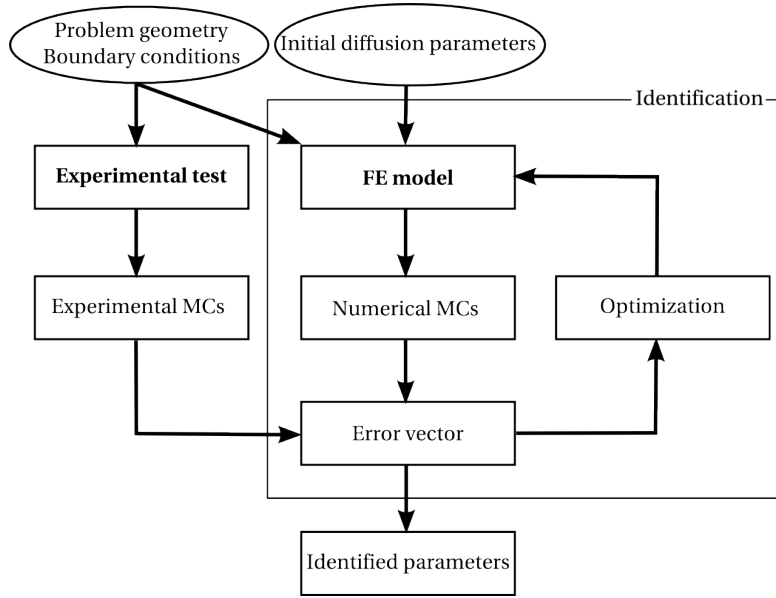 Problem geometry
Boundary conditions
Initial diffusion parameters
Identification
Experimental test
FE model
Experimental MCs
Numerical MCs
Optimization
Error vector
Identified parameters